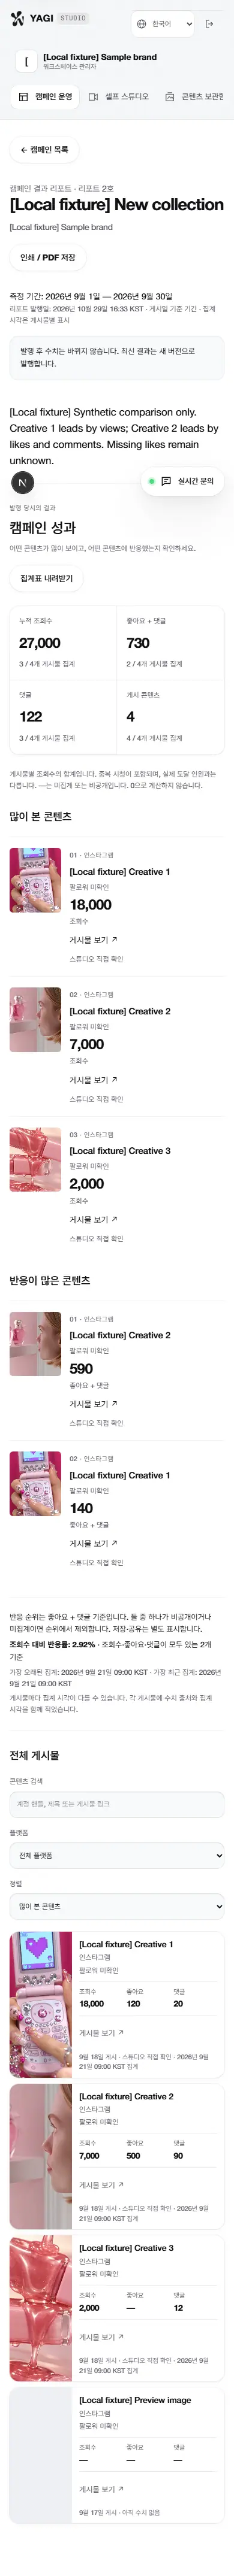 YAGI STUDIO
한국어
[
[Local fixture] Sample brand
워크스페이스 관리자
캠페인 운영
셀프 스튜디오
콘텐츠 보관함
← 캠페인 목록
캠페인 결과 리포트 · 리포트 2호
[Local fixture] New collection
[Local fixture] Sample brand
인쇄 / PDF 저장
측정 기간: 2026년 9월 1일 — 2026년 9월 30일
리포트 발행일: 2026년 10월 29일 16:33 KST · 게시일 기준 기간 · 집계
시각은 게시물별 표시
발행 후 수치는 바뀌지 않습니다. 최신 결과는 새 버전으로
발행합니다.
[Local fixture] Synthetic comparison only.
Creative 1 leads by views; Creative 2 leads by
likes and comments. Missing likes remain
unknown.
N
실시간 문의
발행 당시의 결과
캠페인 성과
어떤 콘텐츠가 많이 보이고, 어떤 콘텐츠에 반응했는지 확인하세요.
집계표 내려받기
누적 조회수
27,000
3 / 4개 게시물 집계
좋아요 + 댓글
730
2 / 4개 게시물 집계
댓글
122
3 / 4개 게시물 집계
게시 콘텐츠
4
4 / 4개 게시물 집계
게시물별 조회수의 합계입니다. 중복 시청이 포함되며, 실제 도달 인원과는
다릅니다. —는 미집계 또는 비공개입니다. 0으로 계산하지 않습니다.
많이 본 콘텐츠
01 · 인스타그램
[Local fixture] Creative 1
팔로워 미확인
18,000
조회수
게시물 보기 ↗
스튜디오 직접 확인
02 · 인스타그램
[Local fixture] Creative 2
팔로워 미확인
7,000
조회수
게시물 보기 ↗
스튜디오 직접 확인
03 · 인스타그램
[Local fixture] Creative 3
팔로워 미확인
2,000
조회수
게시물 보기 ↗
스튜디오 직접 확인
반응이 많은 콘텐츠
01 · 인스타그램
[Local fixture] Creative 2
팔로워 미확인
590
좋아요 + 댓글
게시물 보기 ↗
스튜디오 직접 확인
02 · 인스타그램
[Local fixture] Creative 1
팔로워 미확인
140
좋아요 + 댓글
게시물 보기 ↗
스튜디오 직접 확인
반응 순위는 좋아요 + 댓글 기준입니다. 둘 중 하나가 비공개이거나
미집계이면 순위에서 제외합니다. 저장·공유는 별도 표시합니다.
조회수 대비 반응률: 2.92% · 조회수·좋아요·댓글이 모두 있는 2개
기준
가장 오래된 집계: 2026년 9월 21일 09:00 KST · 가장 최근 집계: 2026년
9월 21일 09:00 KST
게시물마다 집계 시각이 다를 수 있습니다. 각 게시물에 수치 출처와 집계
시각을 함께 적었습니다.
전체 게시물
콘텐츠 검색
계정 핸들, 제목 또는 게시물 링크
플랫폼
전체 플랫폼
정렬
많이 본 콘텐츠
[Local fixture] Creative 1
인스타그램
팔로워 미확인
조회수 좋아요 댓글
18,000 120 20
게시물 보기 ↗
9월 18일 게시 · 스튜디오 직접 확인 · 2026년 9월
21일 09:00 KST 집계
[Local fixture] Creative 2
인스타그램
팔로워 미확인
조회수 좋아요 댓글
7,000 500 90
게시물 보기 ↗
9월 18일 게시 · 스튜디오 직접 확인 · 2026년 9월
21일 09:00 KST 집계
[Local fixture] Creative 3
인스타그램
팔로워 미확인
조회수 좋아요 댓글
2,000 — 12
게시물 보기 ↗
9월 18일 게시 · 스튜디오 직접 확인 · 2026년 9월
21일 09:00 KST 집계
[Local fixture] Preview image
인스타그램
팔로워 미확인
조회수 좋아요 댓글
— — —
게시물 보기 ↗
9월 17일 게시 · 아직 수치 없음